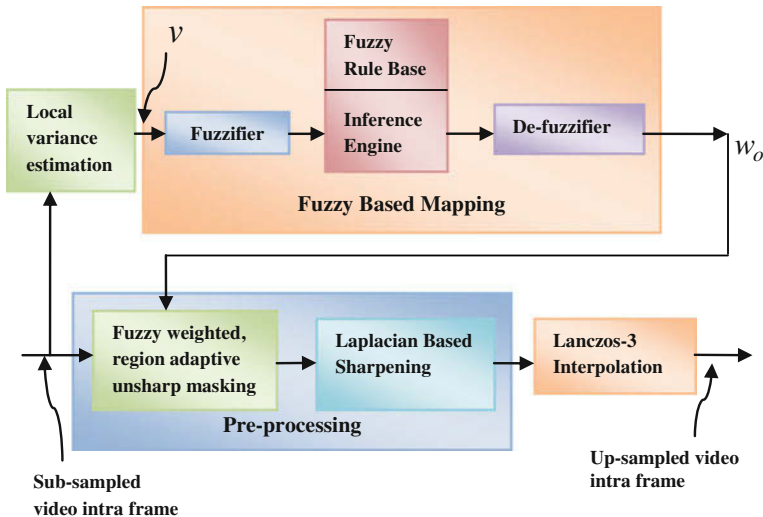 v
Fuzzy
Rule Base
Local
variance
estimation
Fuzzifier
Inference
Engine
De-fuzzifier
w_o
Fuzzy Based Mapping
Fuzzy weighted,
region adaptive
unsharp masking
Laplacian Based
Sharpening
Lanczos-3
Interpolation
Pre-processing
Sub-sampled
video intra frame
Up-sampled video
intra frame